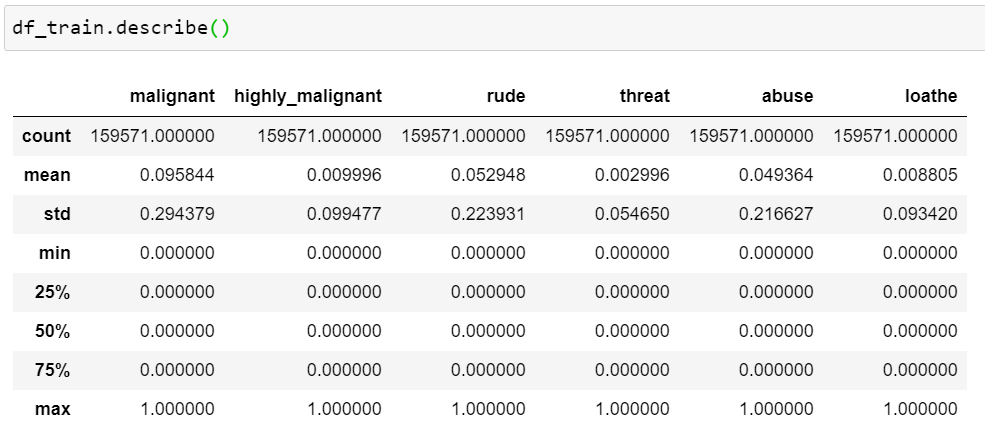 df_train.describe()
malignant highly_malignant rude threat abuse loathe
count 159571.000000 159571.000000 159571.000000 159571.000000 159571.000000 159571.000000
mean 0.095844 0.009996 0.052948 0.002996 0.049364 0.008805
std 0.294379 0.099477 0.223931 0.054650 0.216627 0.093420
min 0.000000 0.000000 0.000000 0.000000 0.000000 0.000000
25% 0.000000 0.000000 0.000000 0.000000 0.000000 0.000000
50% 0.000000 0.000000 0.000000 0.000000 0.000000 0.000000
75% 0.000000 0.000000 0.000000 0.000000 0.000000 0.000000
max 1.000000 1.000000 1.000000 1.000000 1.000000 1.000000